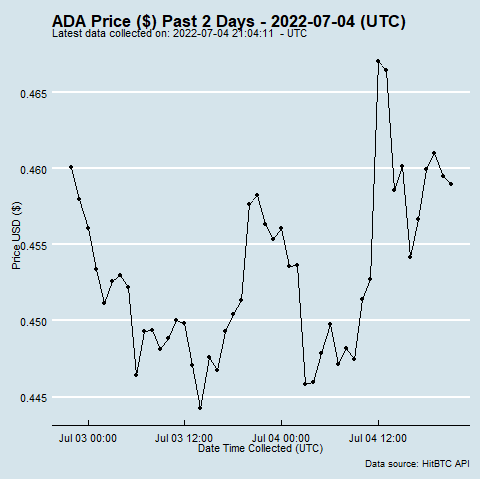 ADA Price ($) Past 2 Days - 2022-07-04 (UTC)
Latest data collected on: 2022-07-04 21:04:11  - UTC
0.465
0.460
0.455
0.450
0.445
Price USD ($)
Jul 03 00:00 Jul 03 12:00 Jul 04 00:00 Jul 04 12:00
Date Time Collected (UTC)
Data source: HitBTC API